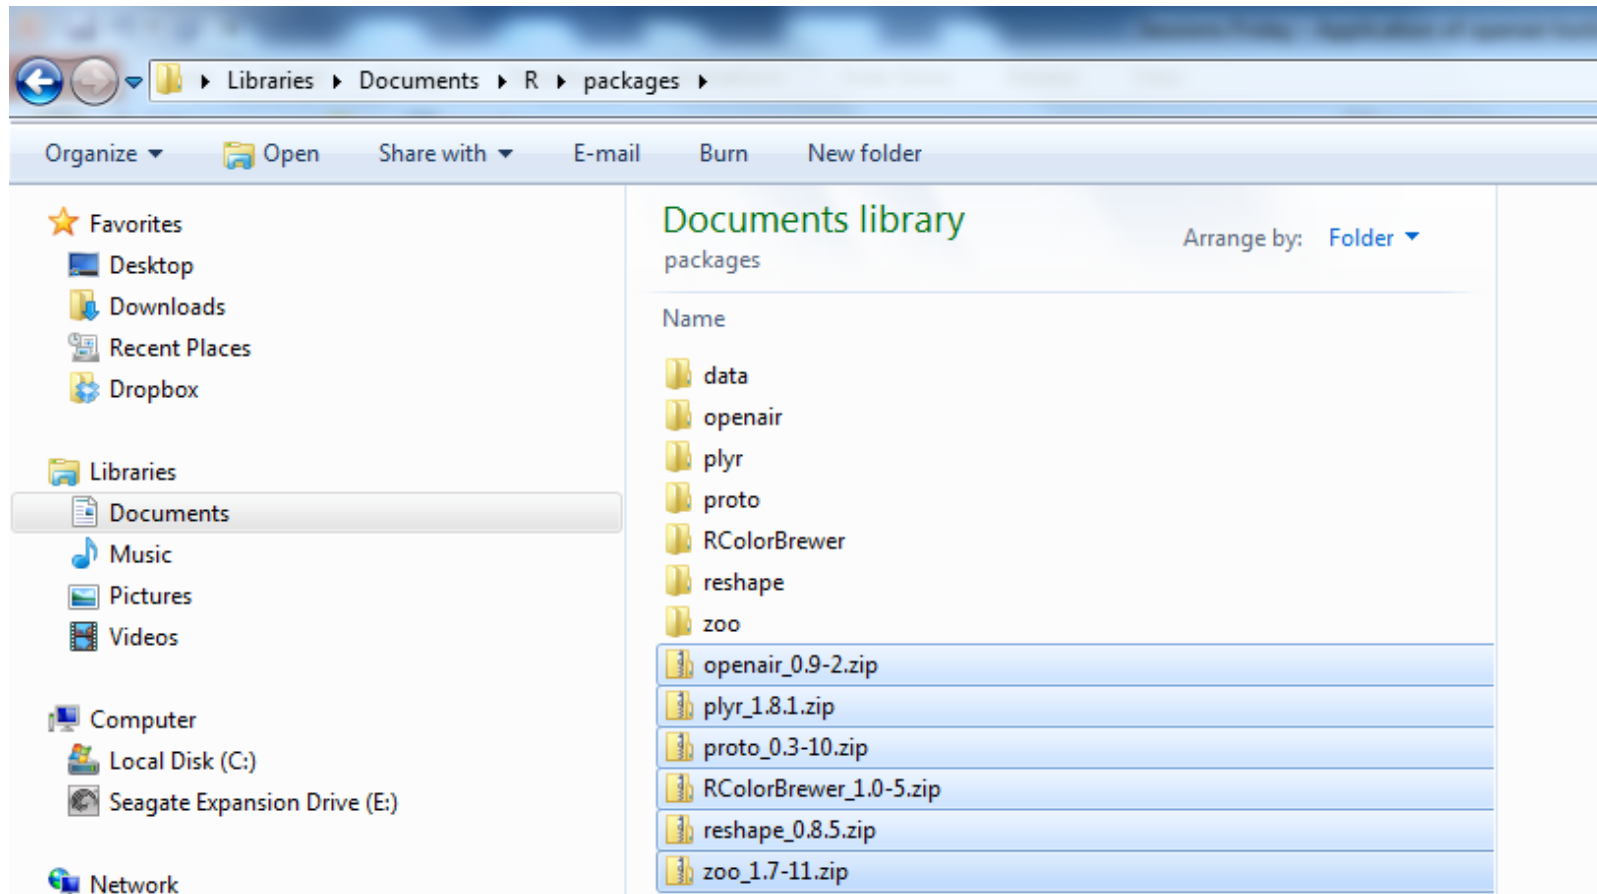 Libraries Documents R packages
Organize Open Share with E-mail Burn New folder
Favorites
Desktop
Downloads
Recent Places
Dropbox
Libraries
Documents
Music
Pictures
Videos
Computer
Local Disk (C:)
Seagate Expansion Drive (E:)
Network
Documents library
packages
Arrange by: Folder
Name
data
openair
plyr
proto
RColorBrewer
reshape
zoo
openair_0.9-2.zip
plyr_1.8.1.zip
proto_0.3-10.zip
RColorBrewer_1.0-5.zip
reshape_0.8.5.zip
zoo_1.7-11.zip